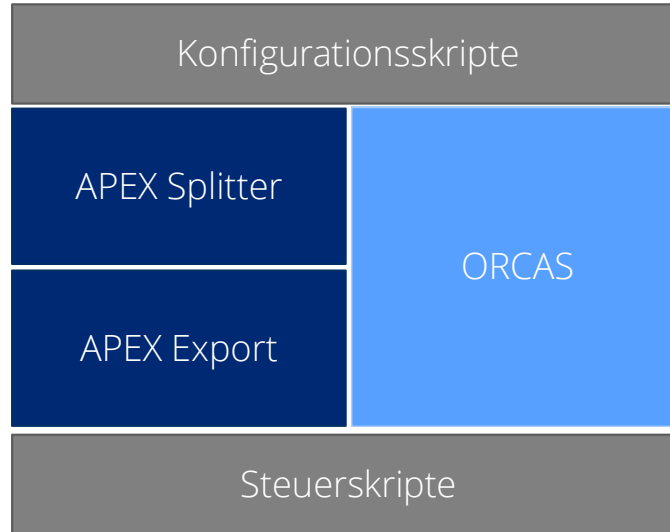 Konfigurationsskripte
APEX Splitter
ORCAS
APEX Export
Steuerskripte